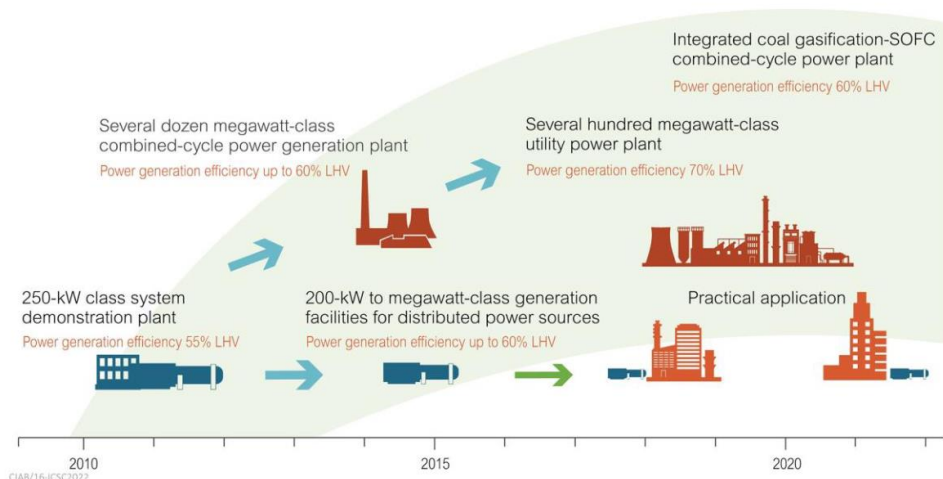 Integrated coal gasification-SOFC
combined-cycle power plant
Power generation efficiency 60% LHV
Several dozen megawatt-class
combined-cycle power generation plant
Power generation efficiency up to 60% LHV
Several hundred megawatt-class
utility power plant
Power generation efficiency 70% LHV
250-kW class system
demonstration plant
Power generation efficiency 55% LHV
200-kW to megawatt-class generation
facilities for distributed power sources
Power generation efficiency up to 60% LHV
Practical application
2010
2015
2020